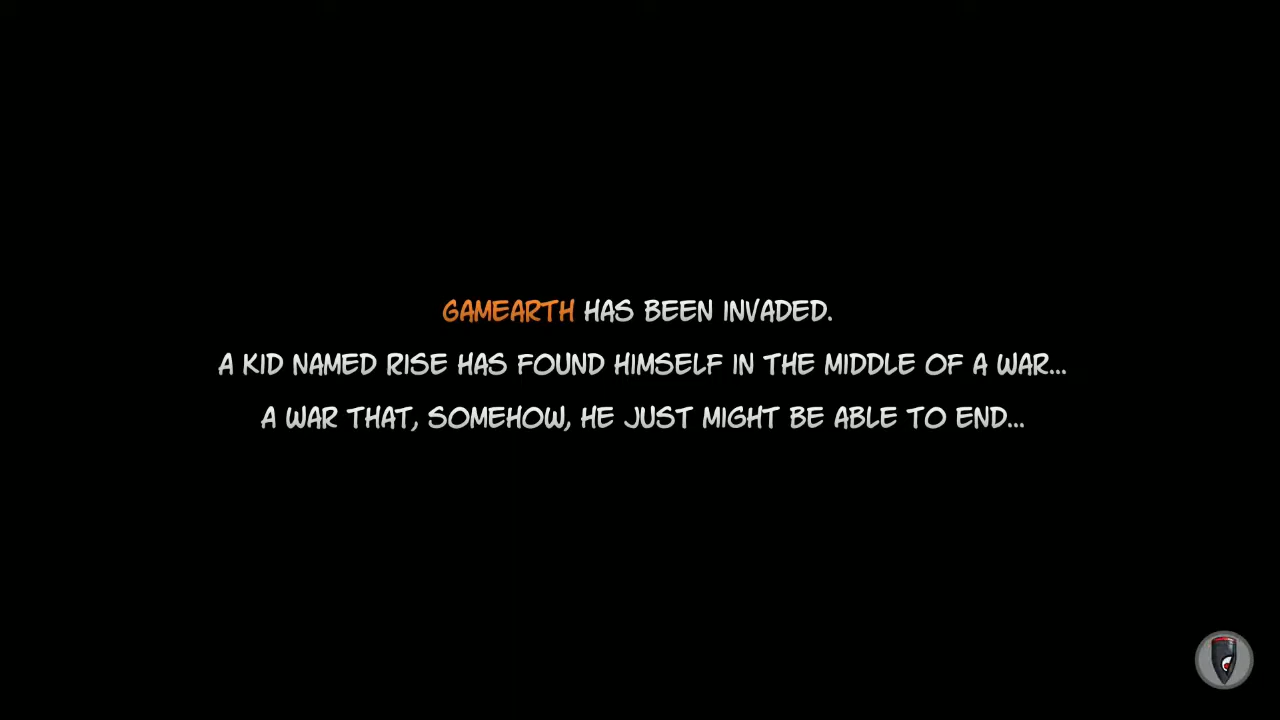 GAMEARTH HAS BEEN INVADED.
A KID NAMED RISE HAS FOUND HIMSELF IN THE MIDDLE OF A WAR...
A WAR THAT, SOMEHOW, HE JUST MIGHT BE ABLE TO END...